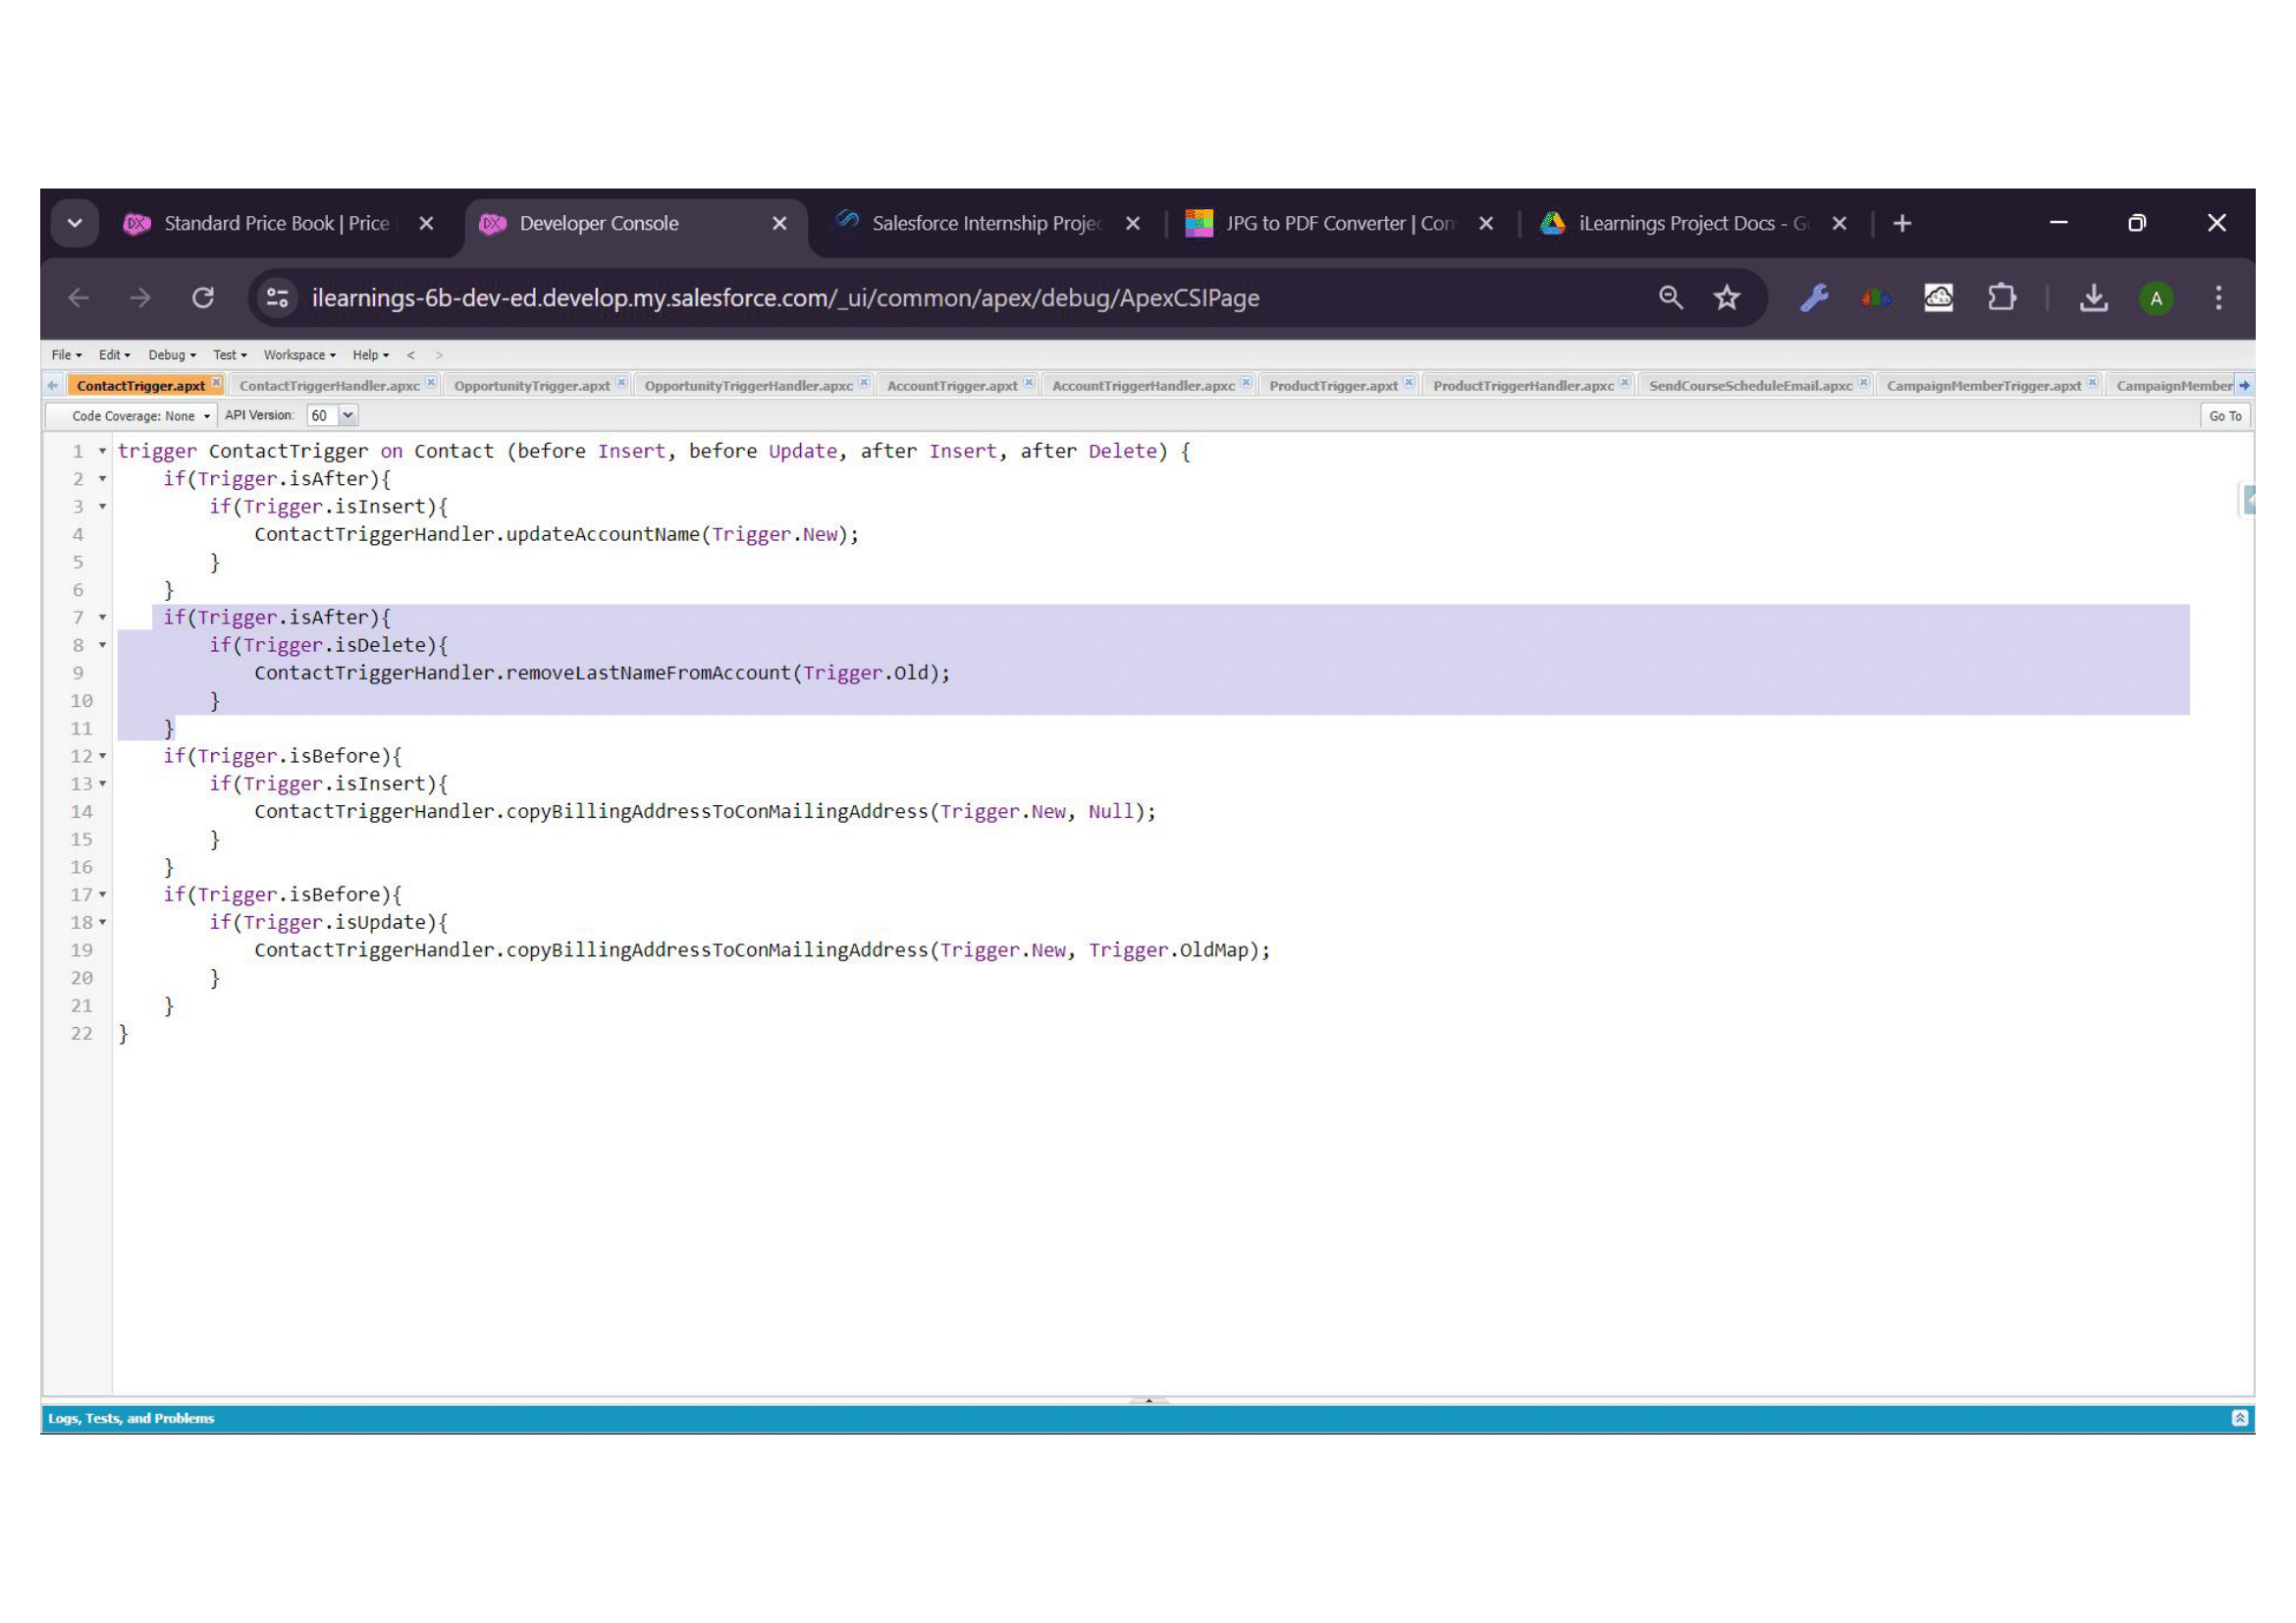 Standard Price Book | Price
Developer Console
Salesforce Internship Projec
JPG to PDF Converter | Con
iLearnings Project Docs - G
ilearnings-6b-dev-ed.develop.my.salesforce.com/_ui/common/apex/debug/ApexCSIPage
A
File Edit Debug Test Workspace Help < >
ContactTrigger.apxt ContactTriggerHandler.apxc OpportunityTrigger.apxt OpportunityTriggerHandler.apxc AccountTrigger.apxt AccountTriggerHandler.apxc ProductTrigger.apxt ProductTriggerHandler.apxc SendCourseScheduleEmail.apxc CampaignMemberTrigger.apxt CampaignMember
Code Coverage: None API Version: 60 Go To
1 trigger ContactTrigger on Contact (before Insert, before Update, after Insert, after Delete) {
2 if(Trigger.isAfter){
3 if(Trigger.isInsert){
4 ContactTriggerHandler.updateAccountName(Trigger.New);
5 }
6 }
7 if(Trigger.isAfter){
8 if(Trigger.isDelete){
9 ContactTriggerHandler.removeLastNameFromAccount(Trigger.Old);
10 }
11 }
12 if(Trigger.isBefore){
13 if(Trigger.isInsert){
14 ContactTriggerHandler.copyBillingAddressToConMailingAddress(Trigger.New, Null);
15 }
16 }
17 if(Trigger.isBefore){
18 if(Trigger.isUpdate){
19 ContactTriggerHandler.copyBillingAddressToConMailingAddress(Trigger.New, Trigger.OldMap);
20 }
21 }
22 }
Logs, Tests, and Problems